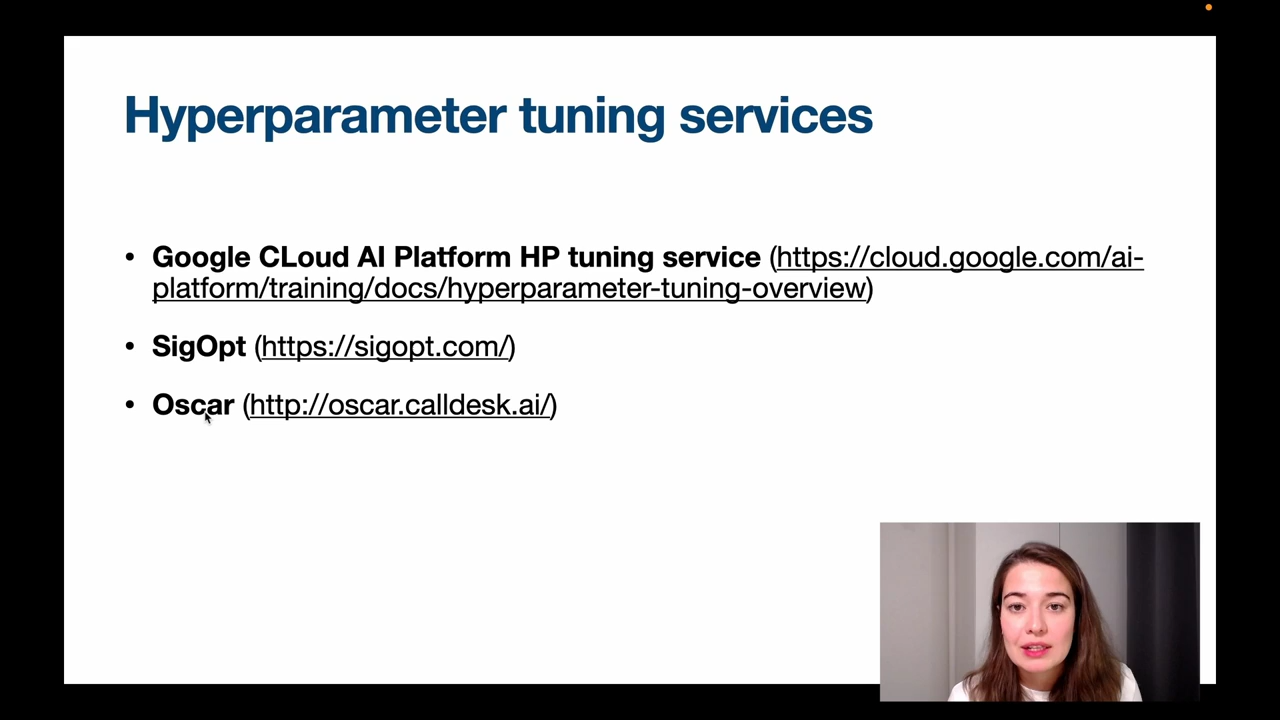 Hyperparameter tuning services
• Google CLoud AI Platform HP tuning service (https://cloud.google.com/ai-
platform/training/docs/hyperparameter-tuning-overview)
• SigOpt (https://sigopt.com/)
• Oscar (http://oscar.calldesk.ai/)